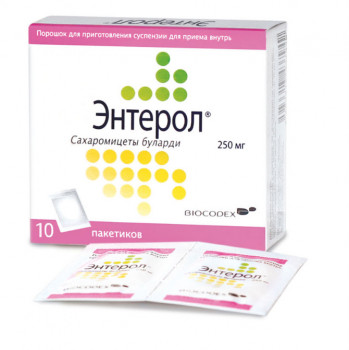 Порошок для приготовления суспензии для приема внутрь
Энтерол®
Сахаромицеты буларди
250 мг
BIOCODEX
10
пакетиков
Энтерол®
Энтерол®